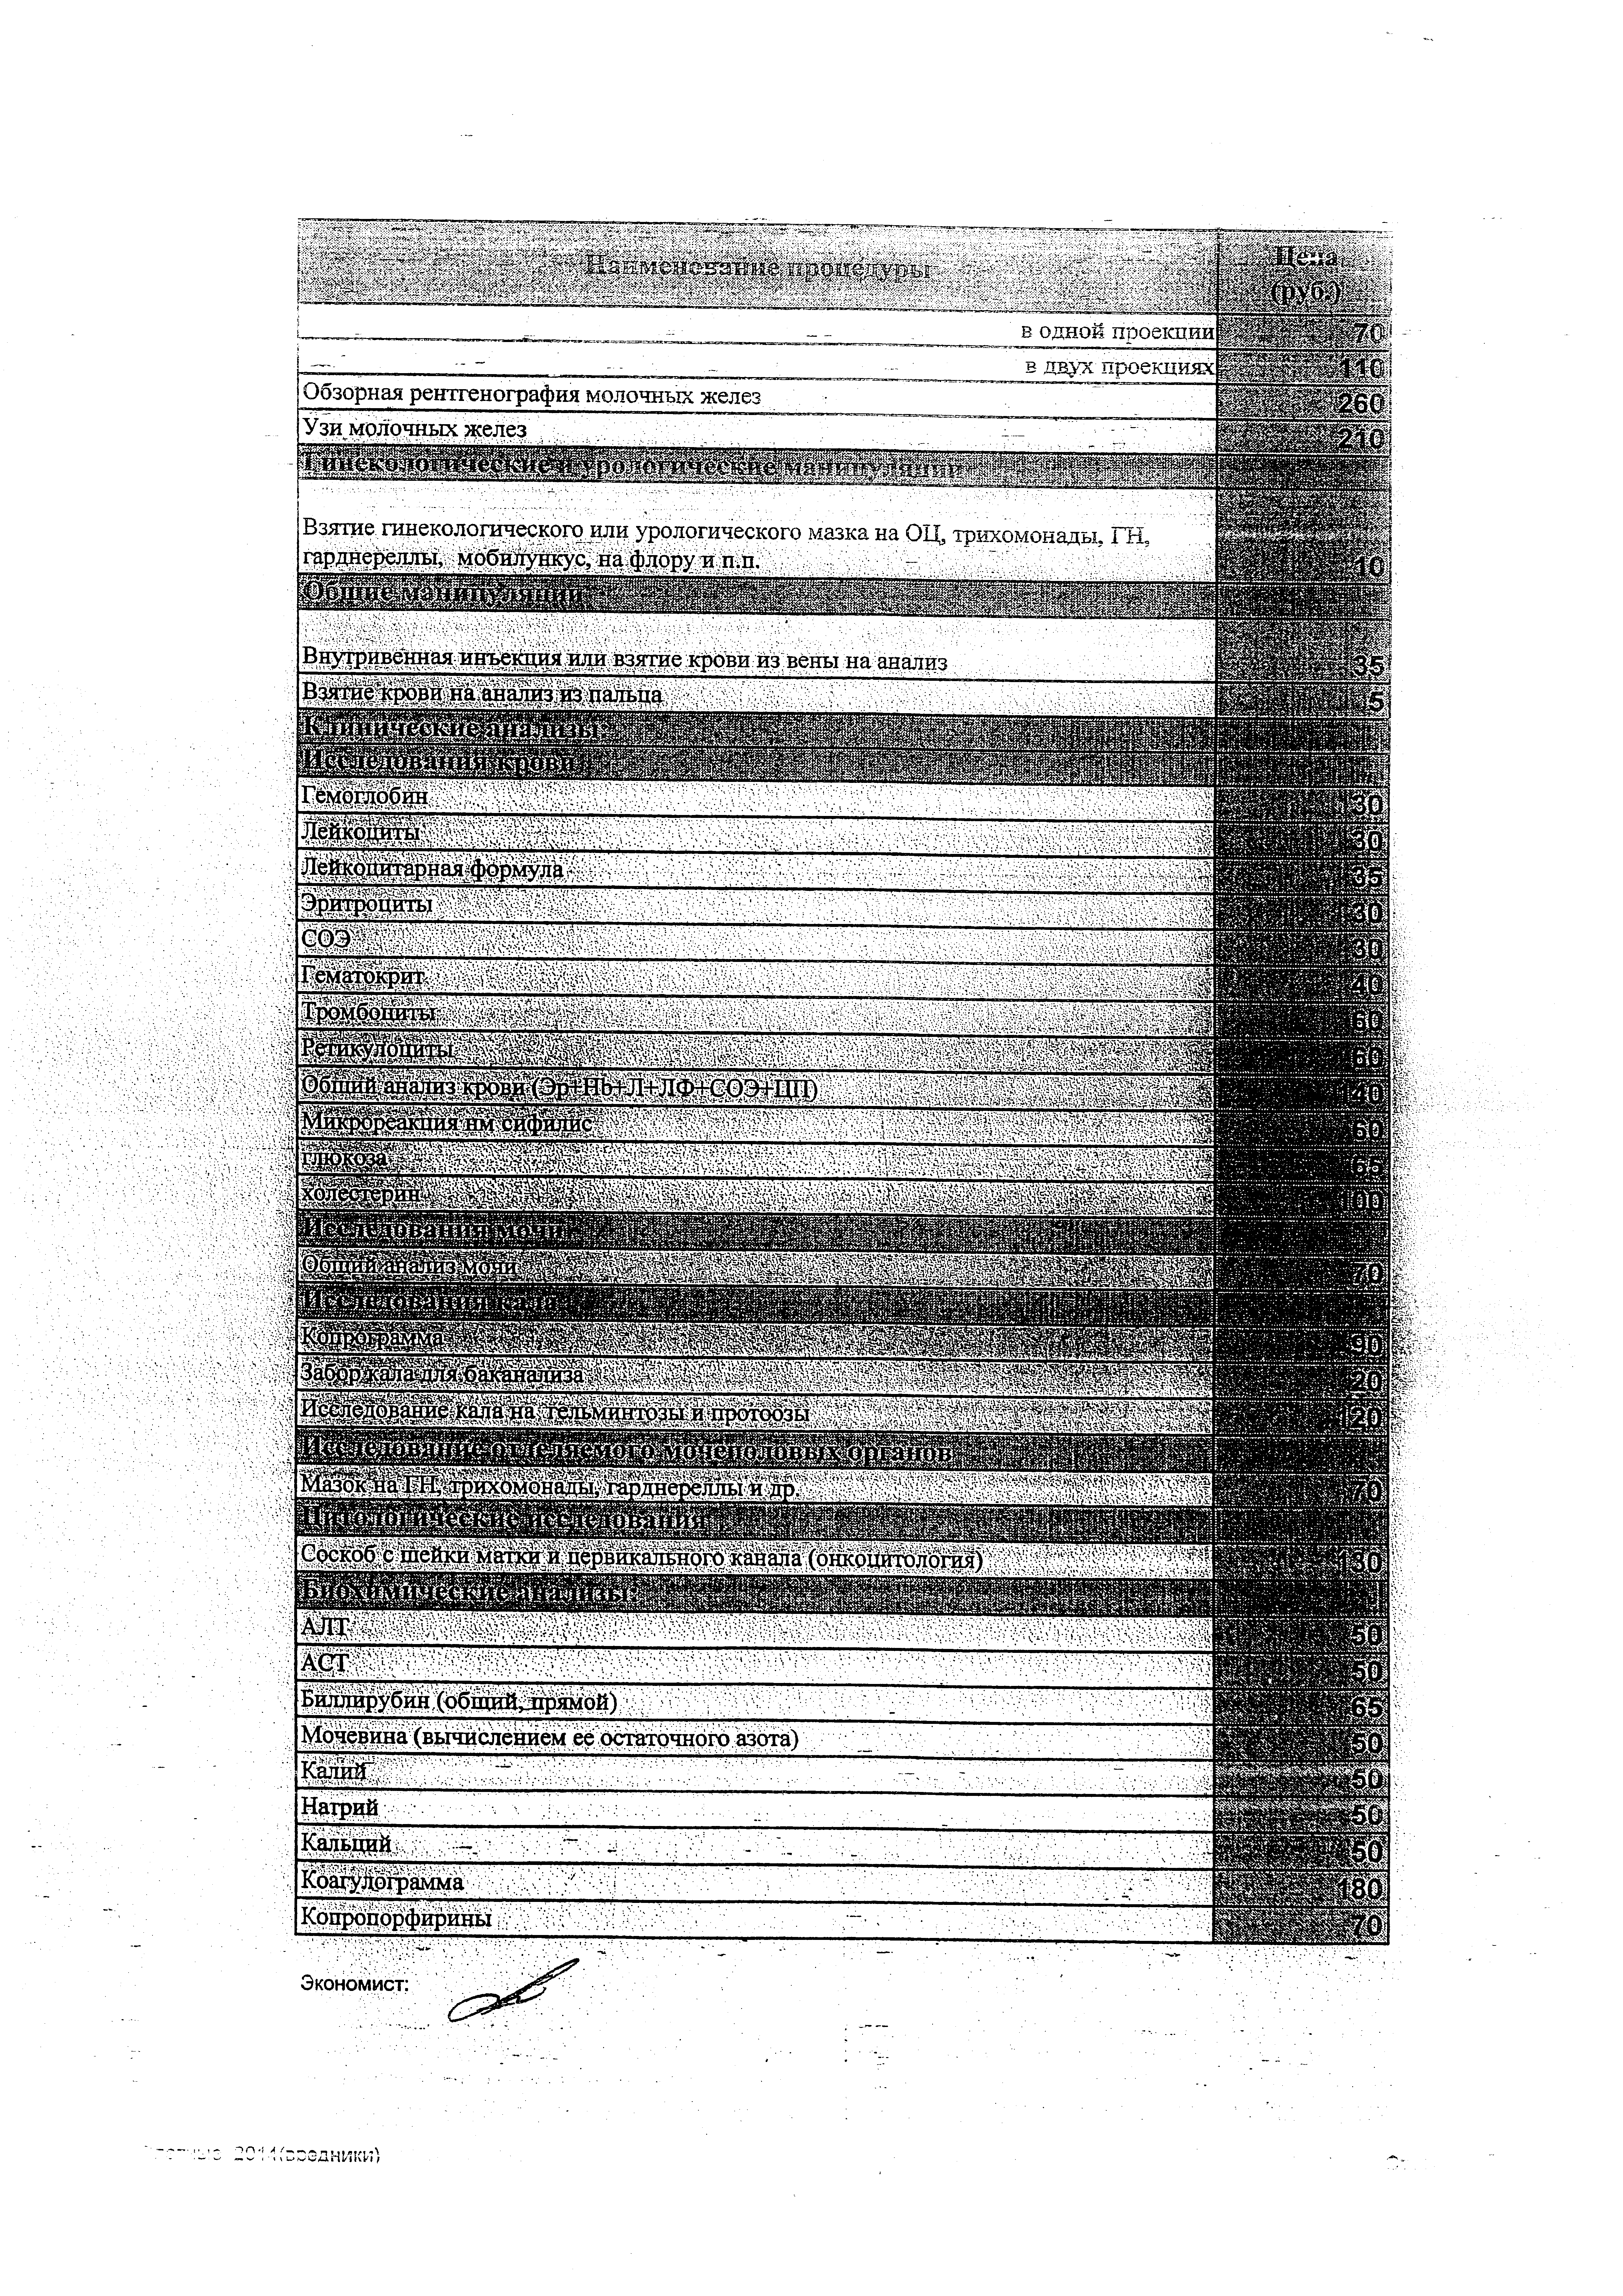 Наименование процедуры Цена
(руб.)
в одной проекции 70
в двух проекциях 110
Обзорная рентгенография молочных желез 260
Узи молочных желез 210
Гинекологические и урологические манипуляции
Взятие гинекологического или урологического мазка на ОЦ, трихомонады, ГН,
гарднереллы, мобилункус, на флору и п.п. 10
Общие манипуляции
Внутривенная инъекция или взятие крови из вены на анализ 35
Взятие крови на анализ из пальца 5
Клинические анализы
Исследования крови
Гемоглобин 30
Лейкоциты 30
Лейкоцитарная формула 35
Эритроциты 30
СОЭ 30
Гематокрит 40
Тромбоциты 60
Ретикулоциты 60
Общий анализ крови (Эр+Hb+Л+ЛФ+СОЭ+ЦП) 140
Микрореакция нм сифилис 60
глюкоза 65
холестерин 100
Исследования мочи
Общий анализ мочи 70
Исследования кала
Копрограмма 90
Забор кала для баканализа 20
Исследование кала на гельминтозы и протоозы 120
Исследование отделяемого мочеполовых органов
Мазок на ГН, трихомонады, гарднереллы и др. 70
Цитологические исследования
Соскоб с шейки матки и цервикального канала (онкоцитология) 130
Биохимические анализы
АЛТ 50
АСТ 50
Биллирубин (общий, прямой) 65
Мочевина (вычислением ее остаточного азота) 50
Калий 50
Натрий 50
Кальций 50
Коагулограмма 180
Копропорфирины 70
Экономист:
2014(вредники)